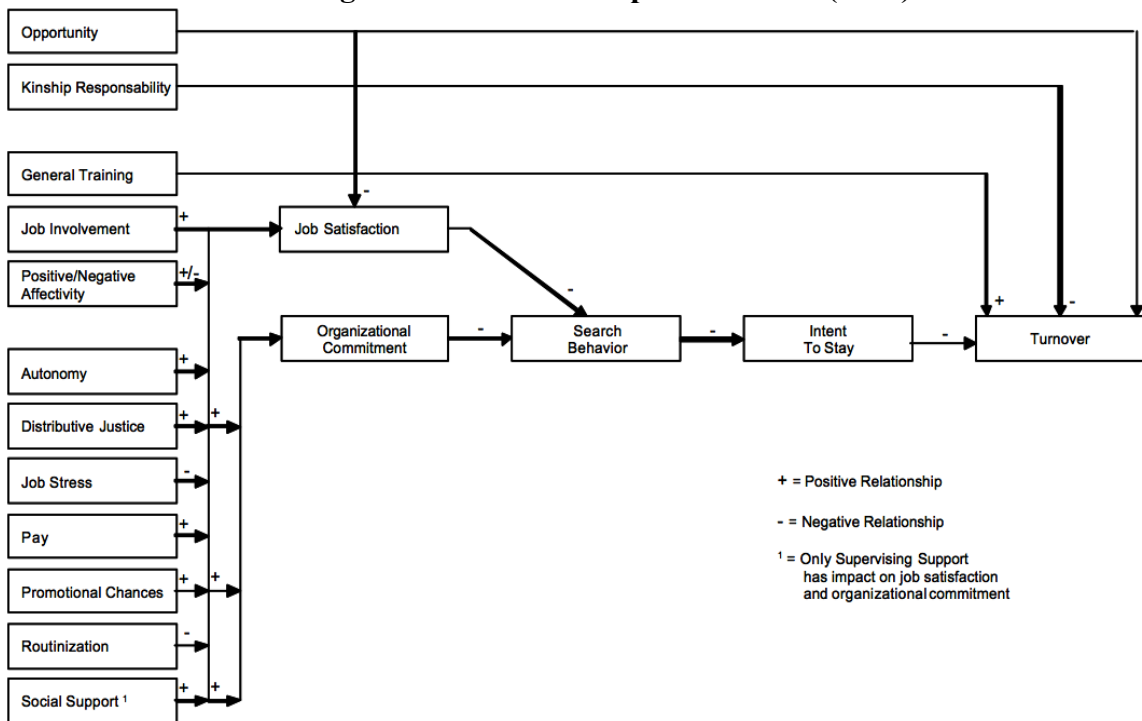 Opportunity
Kinship Responsability
General Training
-
Job Involvement
+
Job Satisfaction
Positive/Negative
Affectivity
+/-
-
+
-
Organizational
Commitment
-
Search
Behavior
-
Intent
To Stay
-
Turnover
Autonomy
+
Distributive Justice
+
+
Job Stress
-
+ = Positive Relationship
Pay
+
- = Negative Relationship
¹ = Only Supervising Support
has impact on job satisfaction
and organizational commitment
Promotional Chances
+
+
Routinization
-
Social Support ¹
+
+